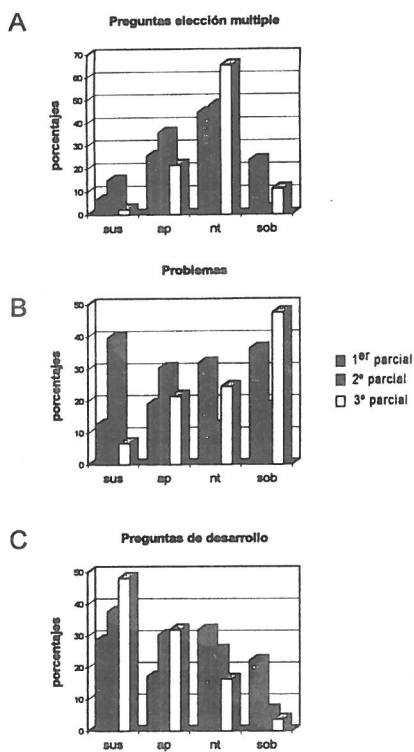 A
Preguntas elección multiple
porcentajes
70
60
50
40
30
20
10
0
sus ap nt sob
B
Problemas
porcentajes
50
40
30
20
10
0
sus ap nt sob
1er parcial
2º parcial
3º parcial
C
Preguntas de desarrollo
porcentajes
50
40
30
20
10
0
sus ap nt sob